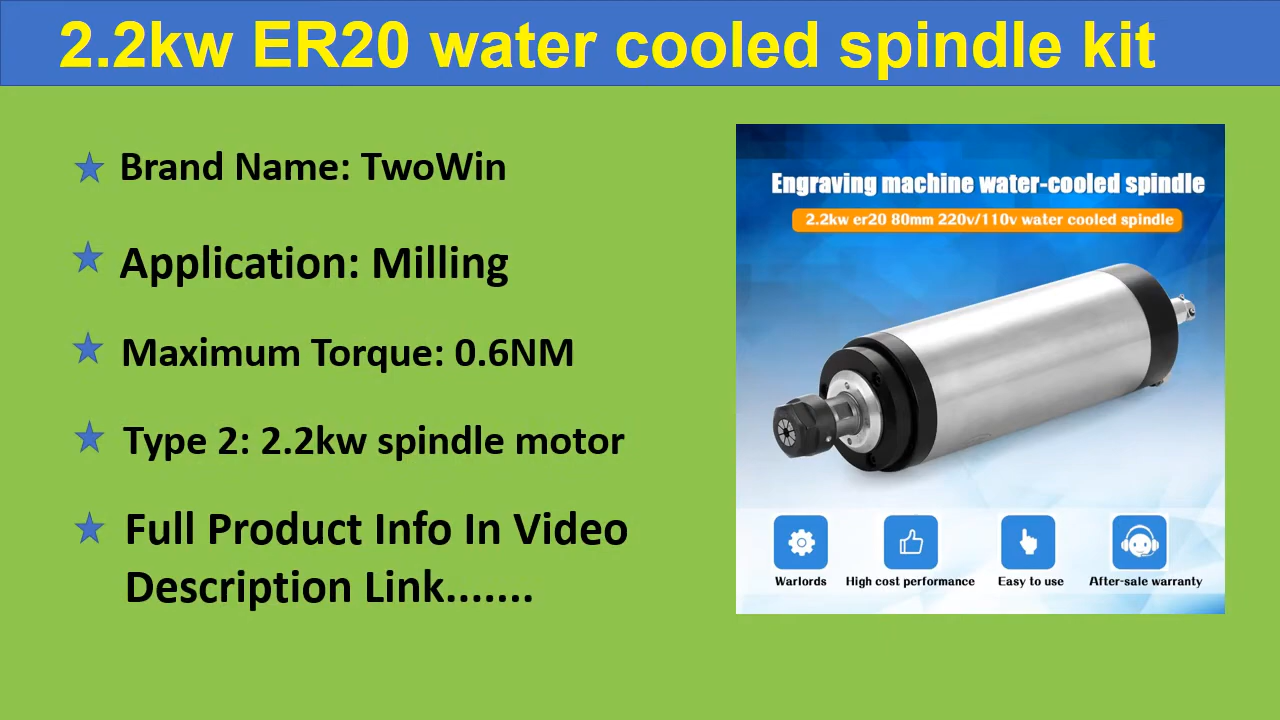 2.2kw ER20 water cooled spindle kit
Brand Name: TwoWin
Application: Milling
Maximum Torque: 0.6NM
Type 2: 2.2kw spindle motor
Full Product Info In Video
Description Link.......
Engraving machine water-cooled spindle
2.2kw er20 80mm 220v/110v water cooled spindle
Warlords
High cost performance
Easy to use
After-sale warranty